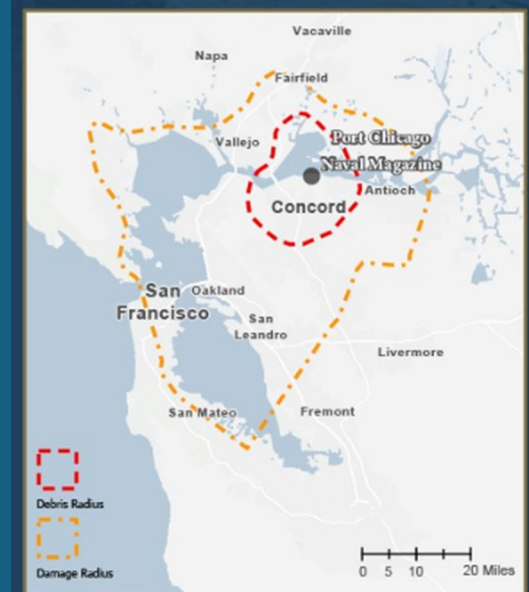 Vacaville
Napa
Fairfield
Port Chicago
Vallejo
Naval Magazine
Antioch
Concord
San
Francisco
Oakland
San
Leandro
Livermore
San Mateo
Fremont
Debris Radius
Damage Radius
0 5 10 20 Miles